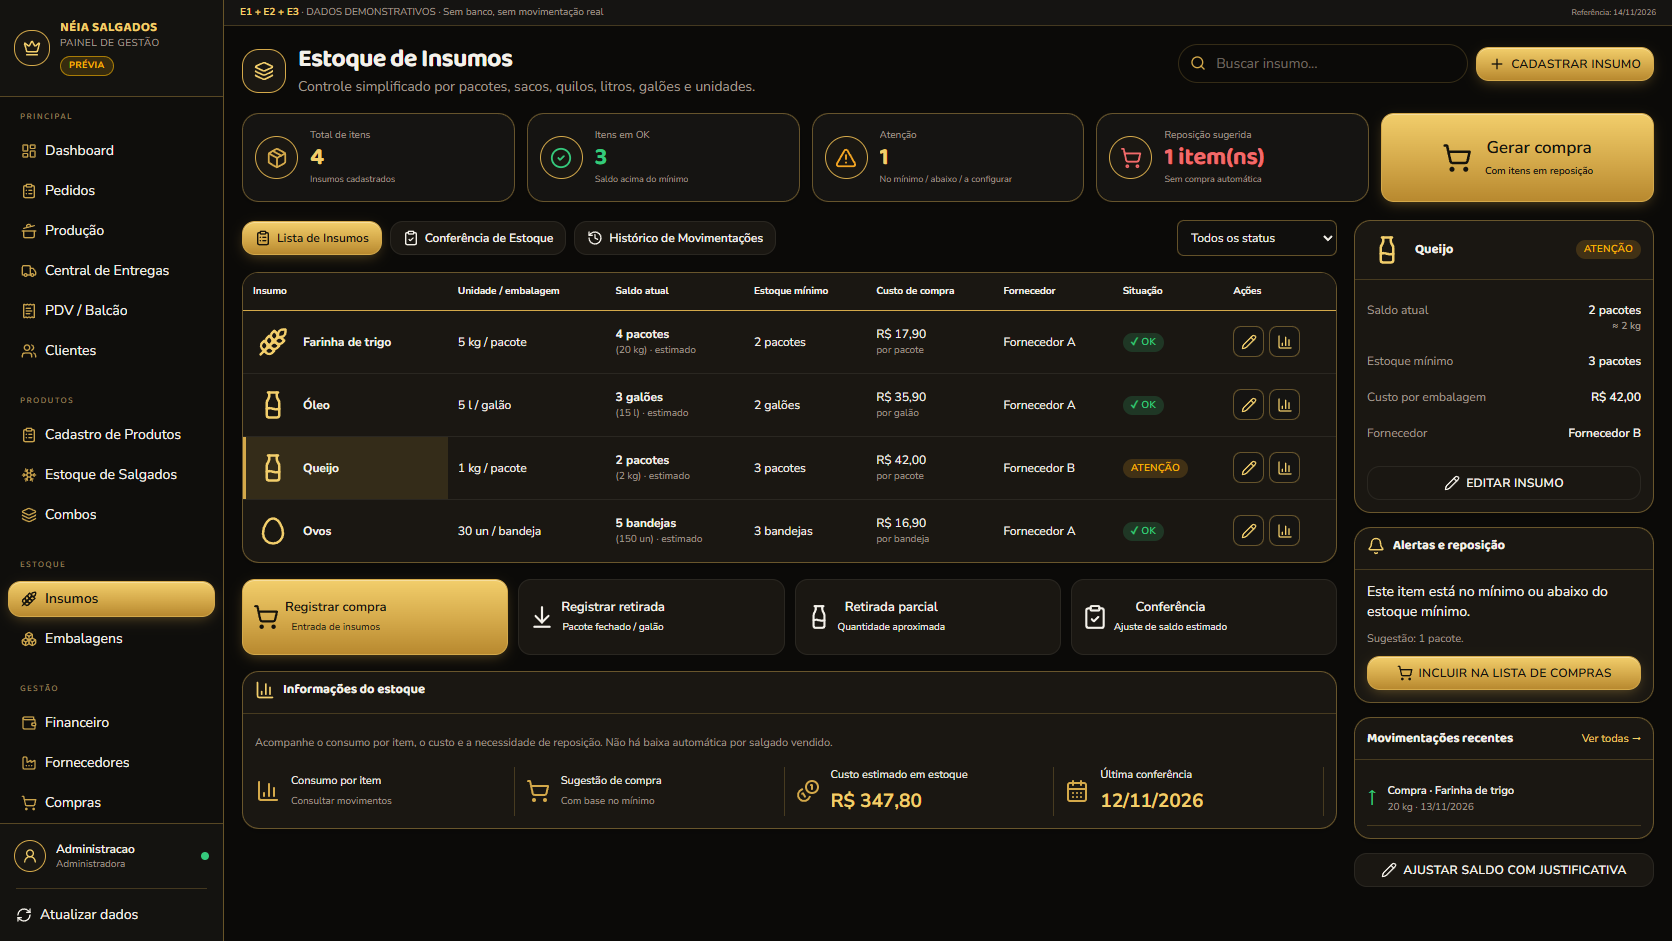 E1 + E2 + E3 · DADOS DEMONSTRATIVOS · Sem banco, sem movimentação real
Referência: 14/11/2026
NÉIA SALGADOS
PAINEL DE GESTÃO
PRÉVIA
PRINCIPAL
Dashboard
Pedidos
Produção
Central de Entregas
PDV / Balcão
Clientes
PRODUTOS
Cadastro de Produtos
Estoque de Salgados
Combos
ESTOQUE
Insumos
Embalagens
GESTÃO
Financeiro
Fornecedores
Compras
Administracao
Administradora
Atualizar dados
Estoque de Insumos
Controle simplificado por pacotes, sacos, quilos, litros, galões e unidades.
Buscar insumo...
CADASTRAR INSUMO
Total de itens
4
Insumos cadastrados
Itens em OK
3
Saldo acima do mínimo
Atenção
1
No mínimo / abaixo / a configurar
Reposição sugerida
1 item(ns)
Sem compra automática
Gerar compra
Com itens em reposição
Lista de Insumos
Conferência de Estoque
Histórico de Movimentações
Todos os status
Insumo Unidade / embalagem Saldo atual Estoque mínimo Custo de compra Fornecedor Situação Ações
Farinha de trigo 5 kg / pacote 4 pacotes 2 pacotes R$ 17,90 Fornecedor A ✓ OK
(20 kg) · estimado por pacote
Óleo 5 l / galão 3 galões 2 galões R$ 35,90 Fornecedor A ✓ OK
(15 l) · estimado por galão
Queijo 1 kg / pacote 2 pacotes 3 pacotes R$ 42,00 Fornecedor B ATENÇÃO
(2 kg) · estimado por pacote
Ovos 30 un / bandeja 5 bandejas 3 bandejas R$ 16,90 Fornecedor A ✓ OK
(150 un) · estimado por bandeja
Registrar compra
Entrada de insumos
Registrar retirada
Pacote fechado / galão
Retirada parcial
Quantidade aproximada
Conferência
Ajuste de saldo estimado
Informações do estoque
Acompanhe o consumo por item, o custo e a necessidade de reposição. Não há baixa automática por salgado vendido.
Consumo por item
Consultar movimentos
Sugestão de compra
Com base no mínimo
Custo estimado em estoque
R$ 347,80
Última conferência
12/11/2026
Queijo
ATENÇÃO
Saldo atual 2 pacotes
≈ 2 kg
Estoque mínimo 3 pacotes
Custo por embalagem R$ 42,00
Fornecedor Fornecedor B
EDITAR INSUMO
Alertas e reposição
Este item está no mínimo ou abaixo do
estoque mínimo.
Sugestão: 1 pacote.
INCLUIR NA LISTA DE COMPRAS
Movimentações recentes
Ver todas →
↑ Compra · Farinha de trigo
20 kg · 13/11/2026
AJUSTAR SALDO COM JUSTIFICATIVA